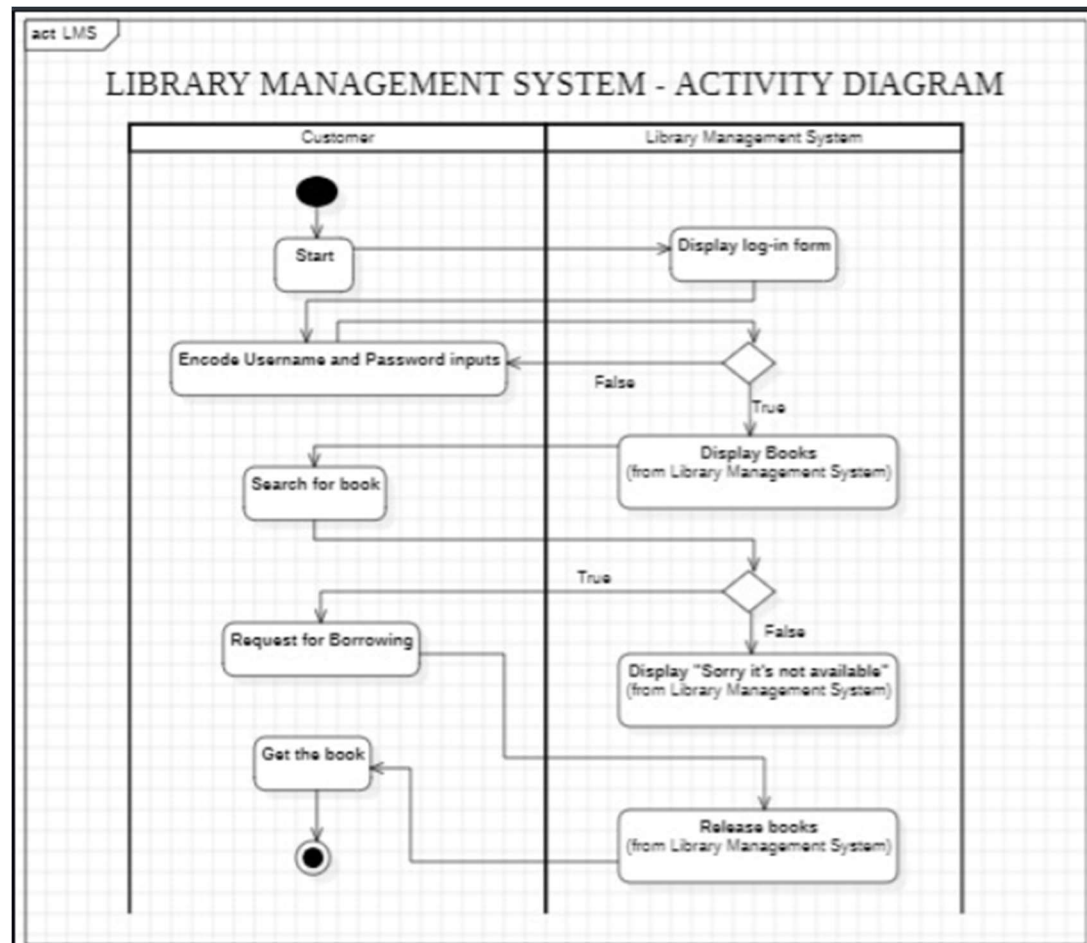 act LMS
LIBRARY MANAGEMENT SYSTEM - ACTIVITY DIAGRAM
Customer
Library Management System
Start
Display log-in form
Encode Username and Password inputs
False
True
Display Books
(from Library Management System)
Search for book
True
Request for Borrowing
False
Display "Sorry it's not available"
(from Library Management System)
Get the book
Release books
(from Library Management System)